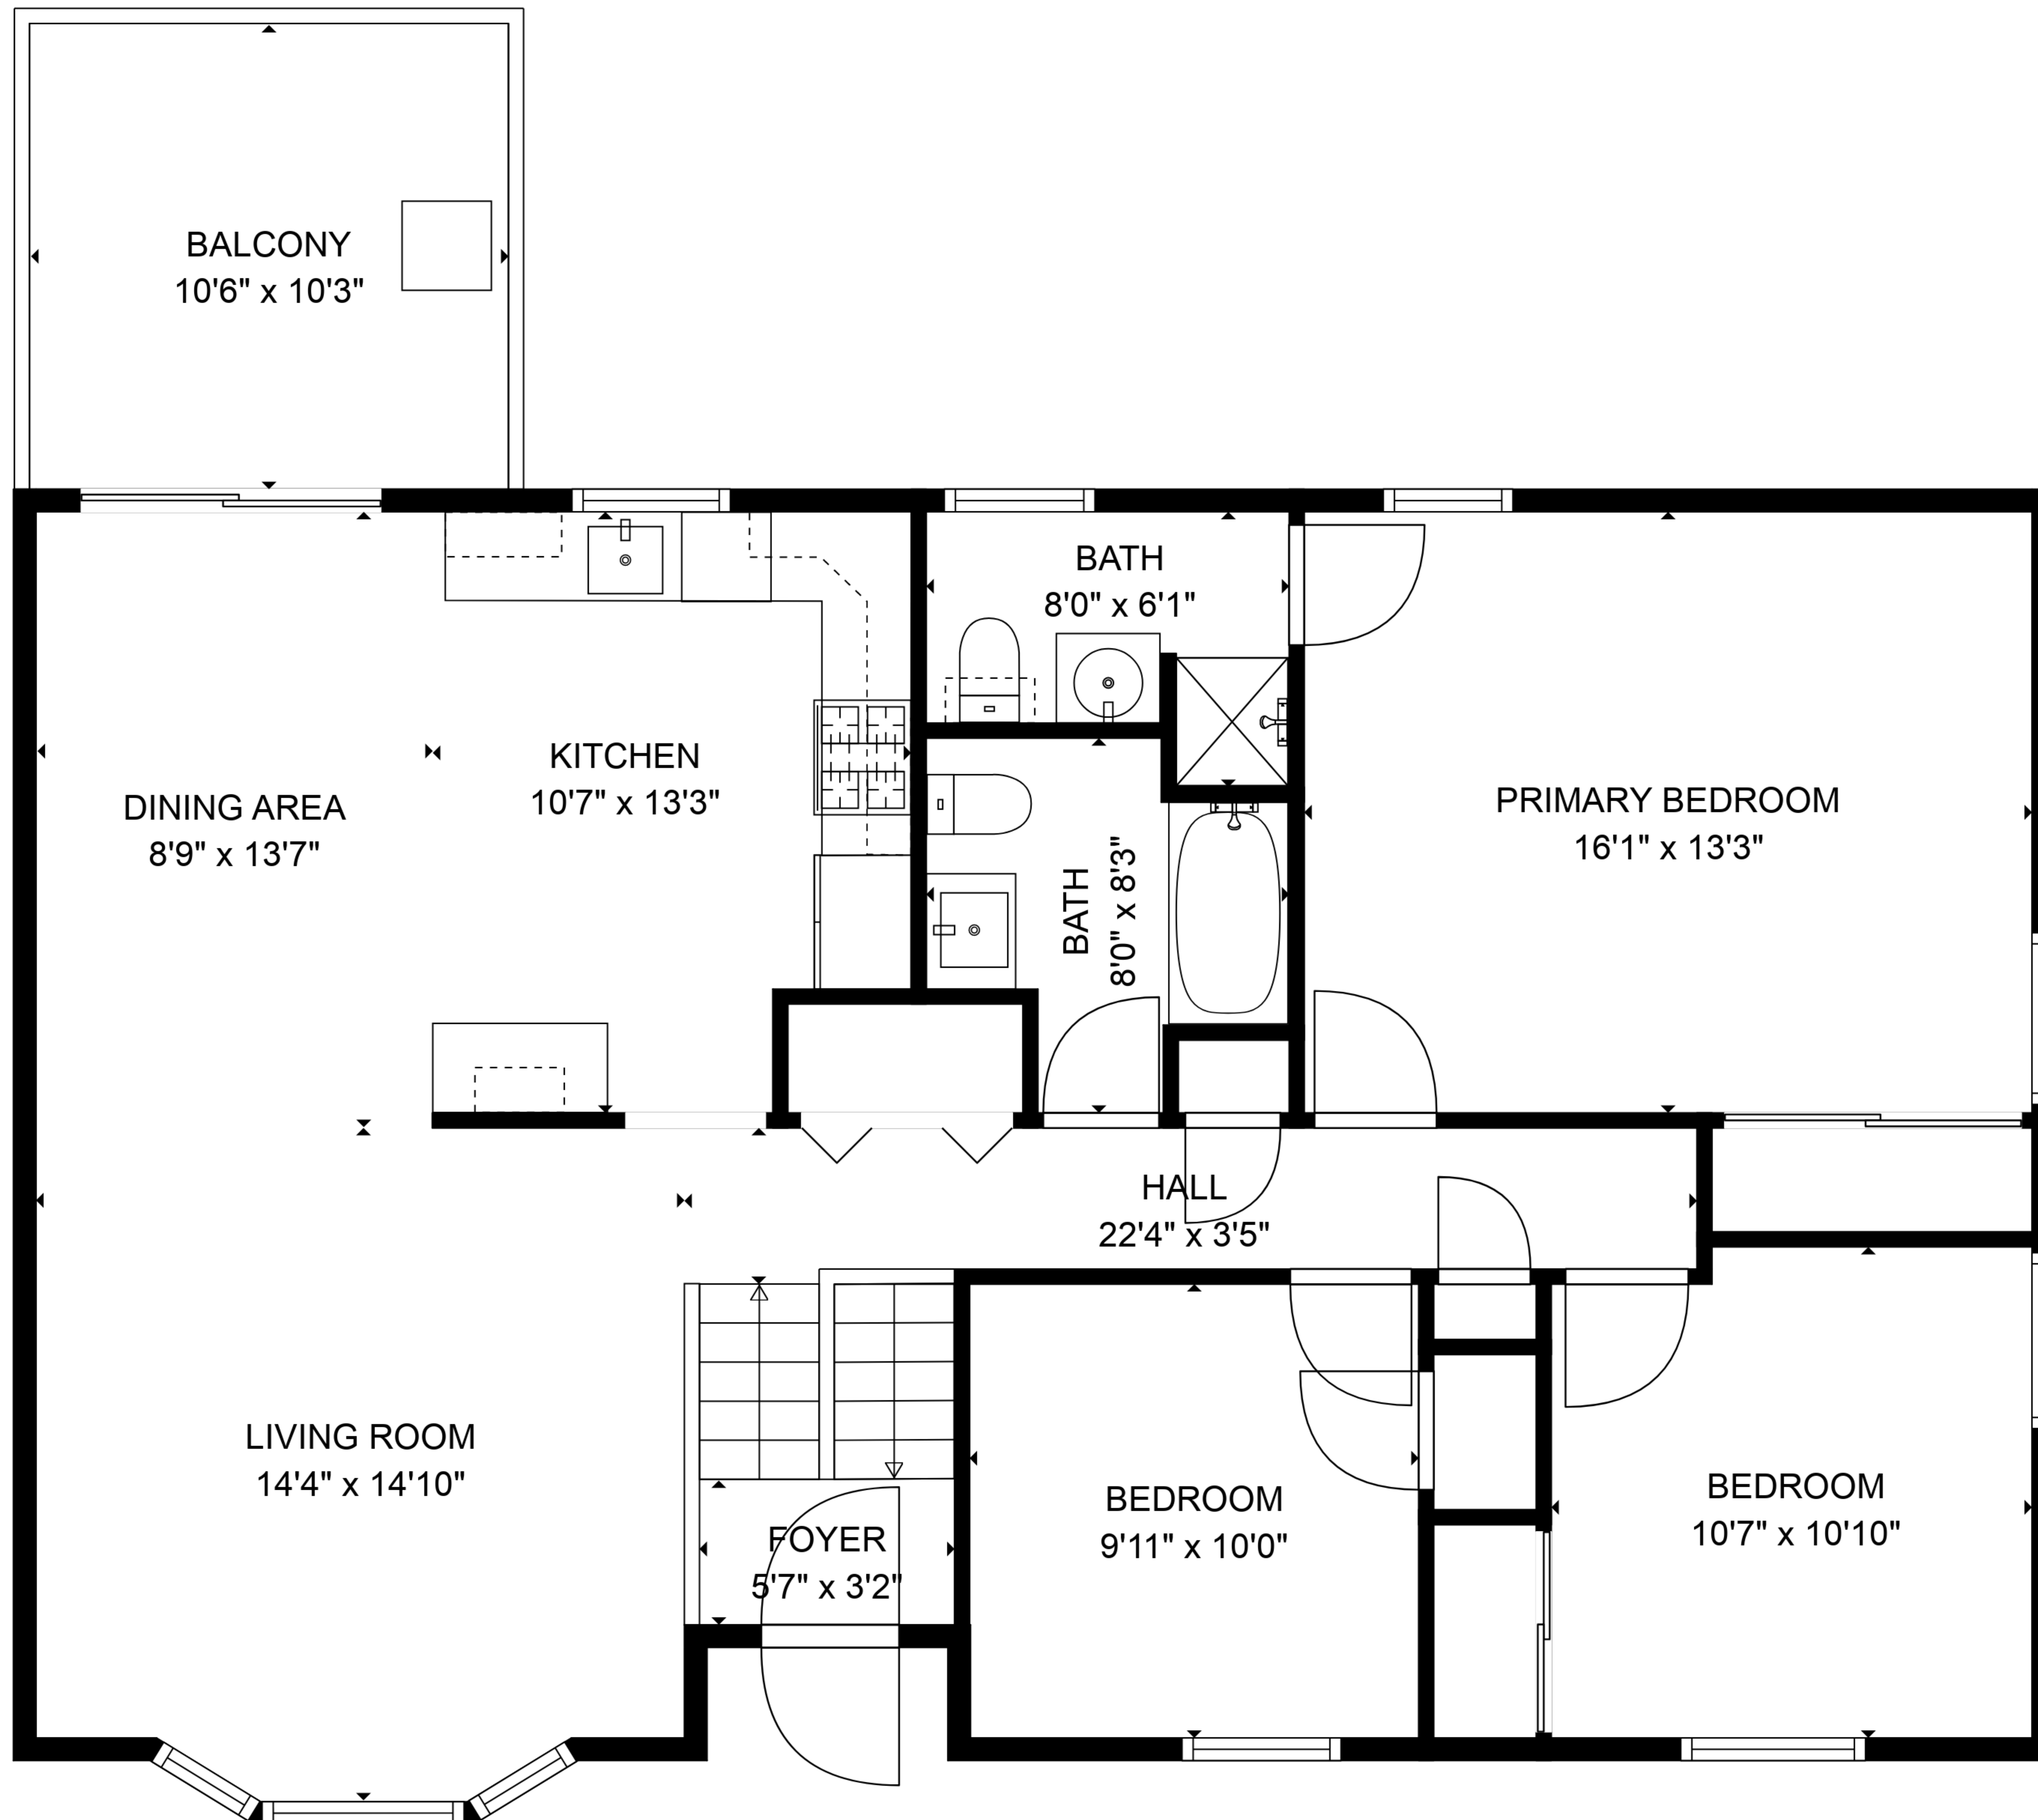 BALCONY
10'6" x 10'3"
BATH
8'0" x 6'1"
KITCHEN
10'7" x 13'3"
DINING AREA
8'9" x 13'7"
PRIMARY BEDROOM
16'1" x 13'3"
BATH
8'0" x 8'3"
HALL
22'4" x 3'5"
LIVING ROOM
14'4" x 14'10"
FOYER
5'7" x 3'2"
BEDROOM
9'11" x 10'0"
BEDROOM
10'7" x 10'10"